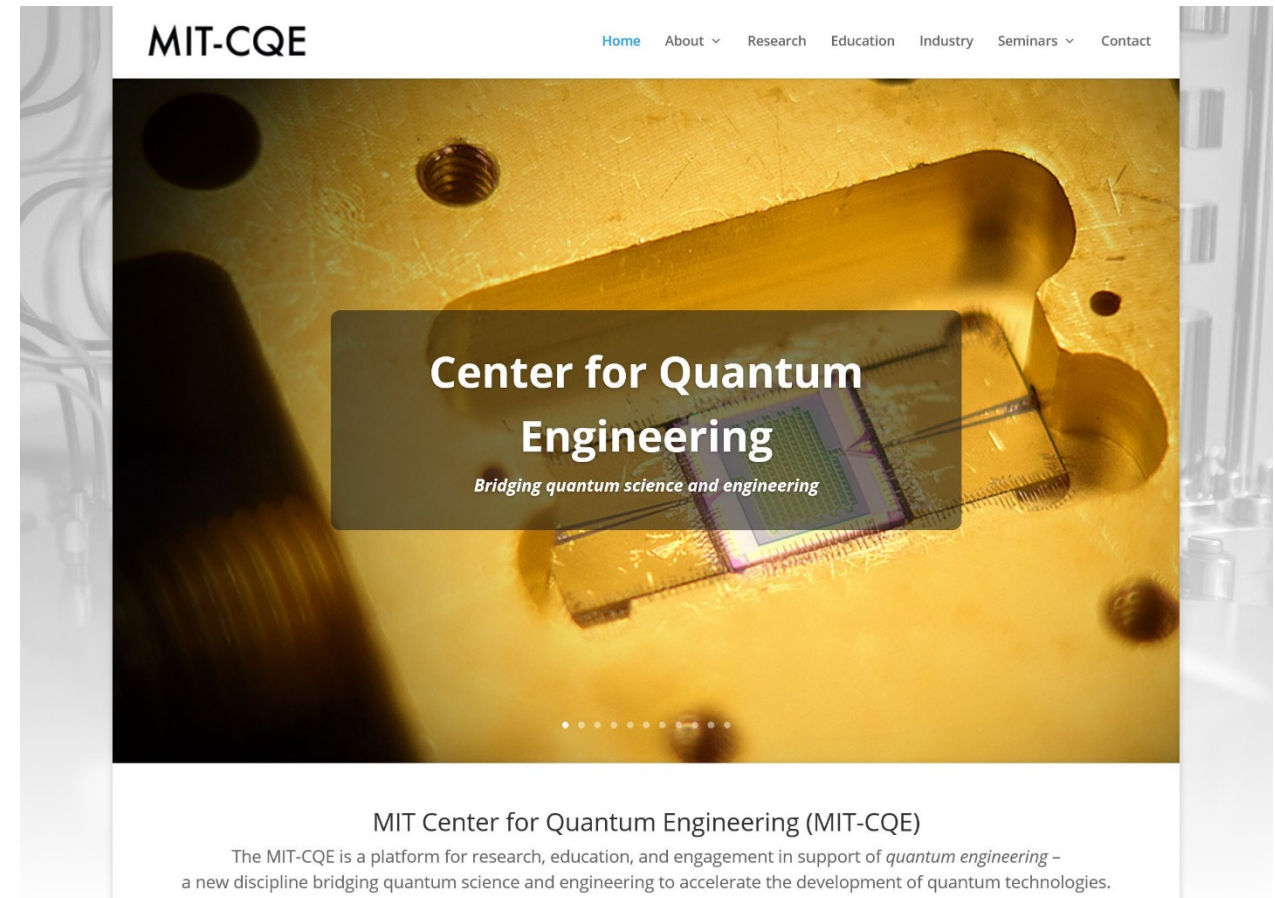 MIT-CQE
Home About Research Education Industry Seminars Contact
Center for Quantum
Engineering
Bridging quantum science and engineering
MIT Center for Quantum Engineering (MIT-CQE)
The MIT-CQE is a platform for research, education, and engagement in support of quantum engineering –
a new discipline bridging quantum science and engineering to accelerate the development of quantum technologies.